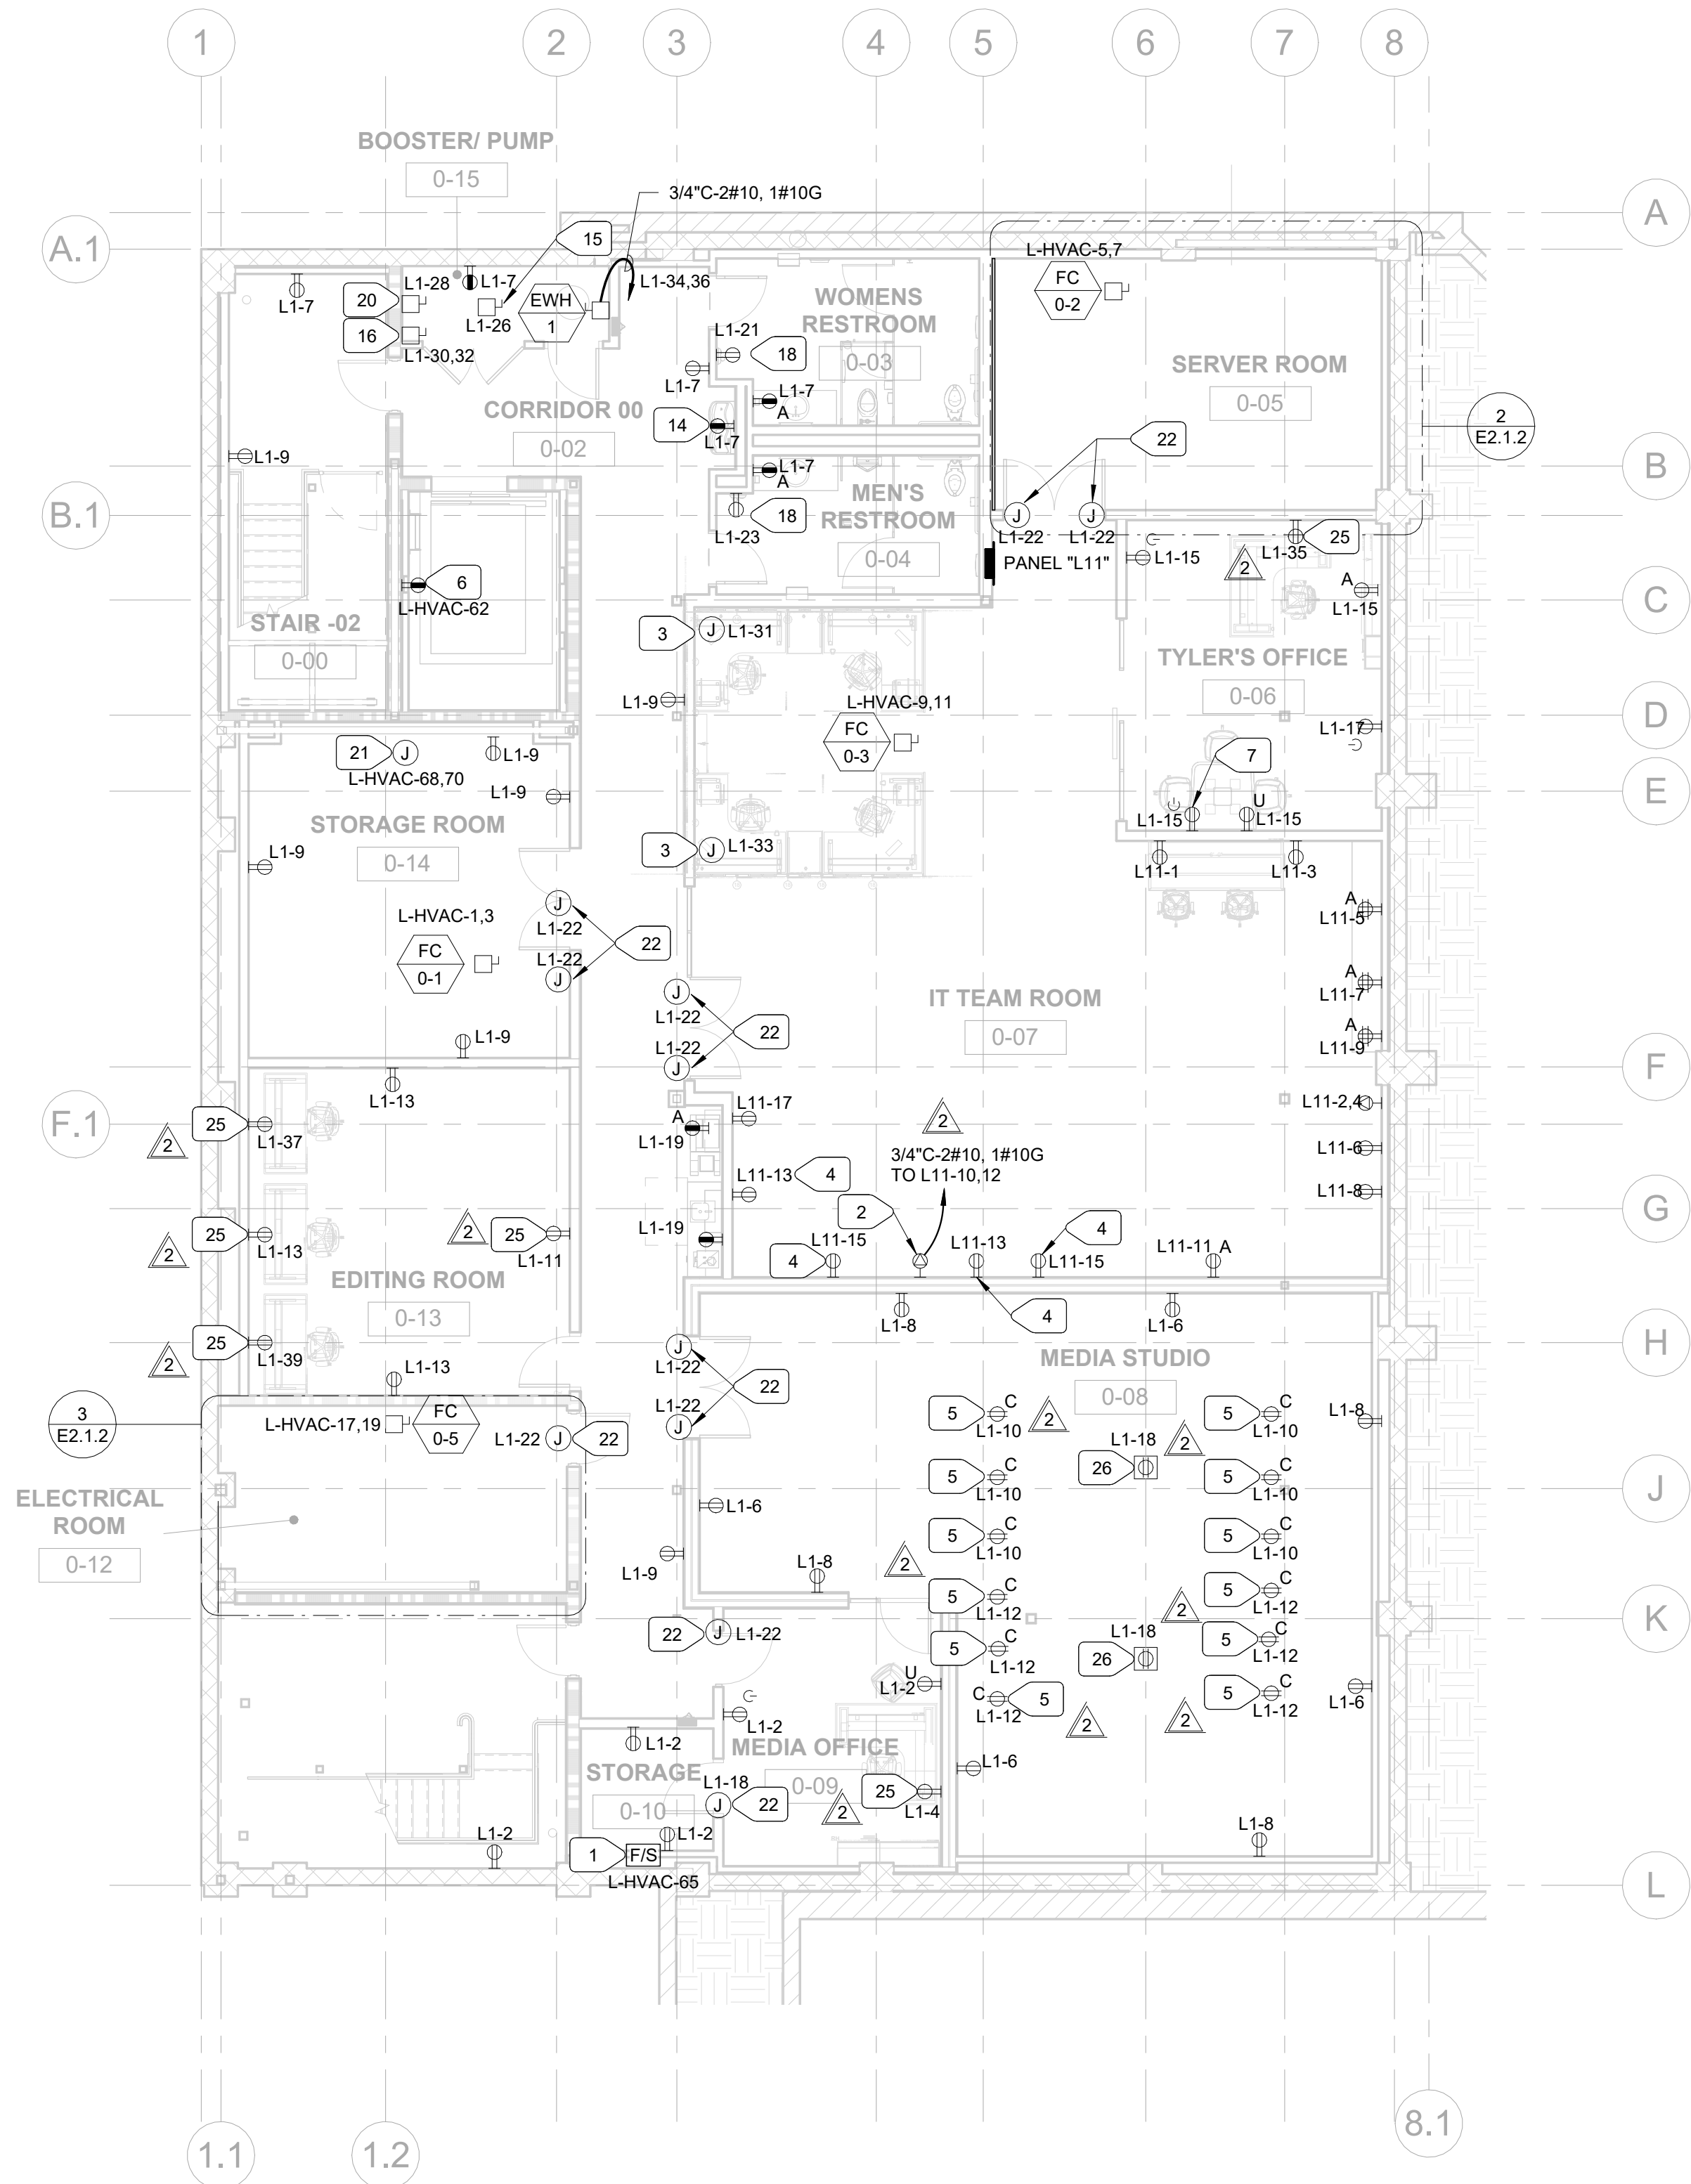 1
2
3
4
5
6
7
8
BOOSTER/ PUMP
0-15
3/4"C-2#10, 1#10G
A
A.1
15
L-HVAC-5,7
L1-28
L1-7
L1-34,36
20
L1-7
EWH
1
FC
0-2
WOMENS
RESTROOM
0-03
L1-26
16
L1-30,32
L1-21
18
L1-7
SERVER ROOM
0-05
L1-7
A
CORRIDOR 00
0-02
14
L1-7
2
E2.1.2
22
L1-9
L1-7
A
B
B.1
MEN'S
RESTROOM
0-04
18
L1-23
J
L1-22
J
L1-22
L1-35
25
2
PANEL "L11"
L1-15
6
L-HVAC-62
A
L1-15
C
STAIR -02
0-00
3
J
L1-31
TYLER'S OFFICE
0-06
L1-9
L-HVAC-9,11
FC
0-3
D
L1-17
21
J
L-HVAC-68,70
L1-9
7
L1-9
E
U
L1-15
L1-15
STORAGE ROOM
0-14
3
J
L1-33
L1-9
L11-1
L11-3
A
L11-5
L-HVAC-1,3
FC
0-1
J
L1-22
22
L1-22
J
A
L11-7
IT TEAM ROOM
0-07
J
L1-22
22
L1-22
J
L1-9
A
L11-9
F
L1-13
F.1
25
L1-37
2
A
L1-19
L11-17
2
3/4"C-2#10, 1#10G
TO L11-10,12
L11-2,4
L11-6
L11-13
4
2
L11-8
G
25
L1-13
2
2
25
L1-11
L1-19
4
L11-15
L11-13
4
L11-15
L11-11
A
4
EDITING ROOM
0-13
L1-8
L1-6
25
L1-39
2
J
L1-22
22
L1-22
J
H
L1-13
MEDIA STUDIO
0-08
3
E2.1.2
L-HVAC-17,19
FC
0-5
L1-22
J
22
5
C
L1-10
2
L1-18
26
2
5
C
L1-10
L1-8
5
C
L1-10
5
C
L1-10
J
ELECTRICAL
ROOM
0-12
L1-6
5
C
L1-10
5
C
L1-10
L1-9
L1-8
2
5
C
L1-12
2
5
C
L1-12
K
22
J
L1-22
5
C
L1-12
L1-18
26
5
C
L1-12
U
L1-2
C
5
L1-12
2
2
5
C
L1-12
L1-6
L1-2
L1-2
MEDIA OFFICE
0-09
STORAGE
0-10
L1-18
J
22
2
25
L1-4
L1-6
L1-2
1
F/S
L1-2
L-HVAC-65
L1-8
L
1.1
1.2
8.1